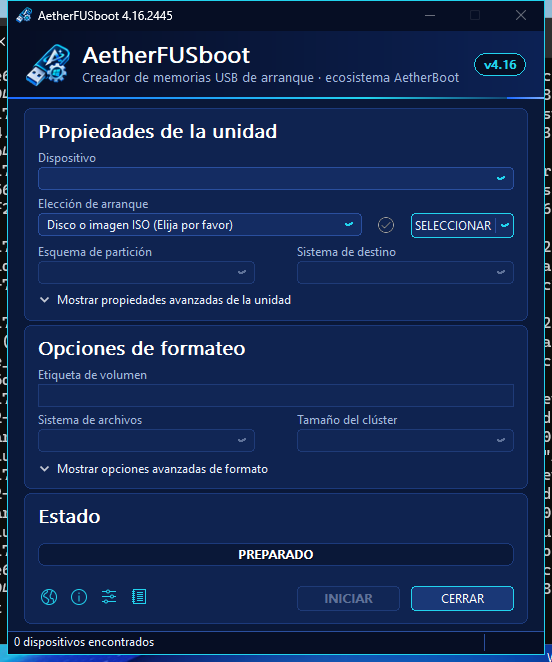 AetherFUSboot 4.16.2445
AetherFUSboot
Creador de memorias USB de arranque · ecosistema AetherBoot
v4.16
Propiedades de la unidad
Dispositivo
Elección de arranque
Disco o imagen ISO (Elija por favor)
SELECCIONAR
Esquema de partición
Sistema de destino
Mostrar propiedades avanzadas de la unidad
Opciones de formateo
Etiqueta de volumen
Sistema de archivos
Tamaño del clúster
Mostrar opciones avanzadas de formato
Estado
PREPARADO
INICIAR
CERRAR
0 dispositivos encontrados